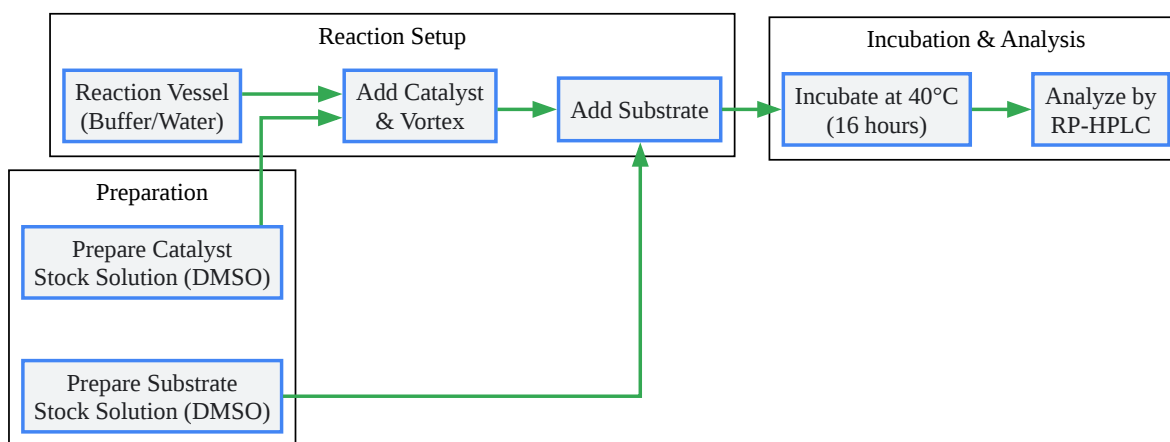 Reaction Setup
Reaction Vessel
(Buffer/Water)
Add Catalyst
& Vortex
Add Substrate
Incubation & Analysis
Incubate at 40°C
(16 hours)
Analyze by
RP-HPLC
Preparation
Prepare Catalyst
Stock Solution (DMSO)
Prepare Substrate
Stock Solution (DMSO)